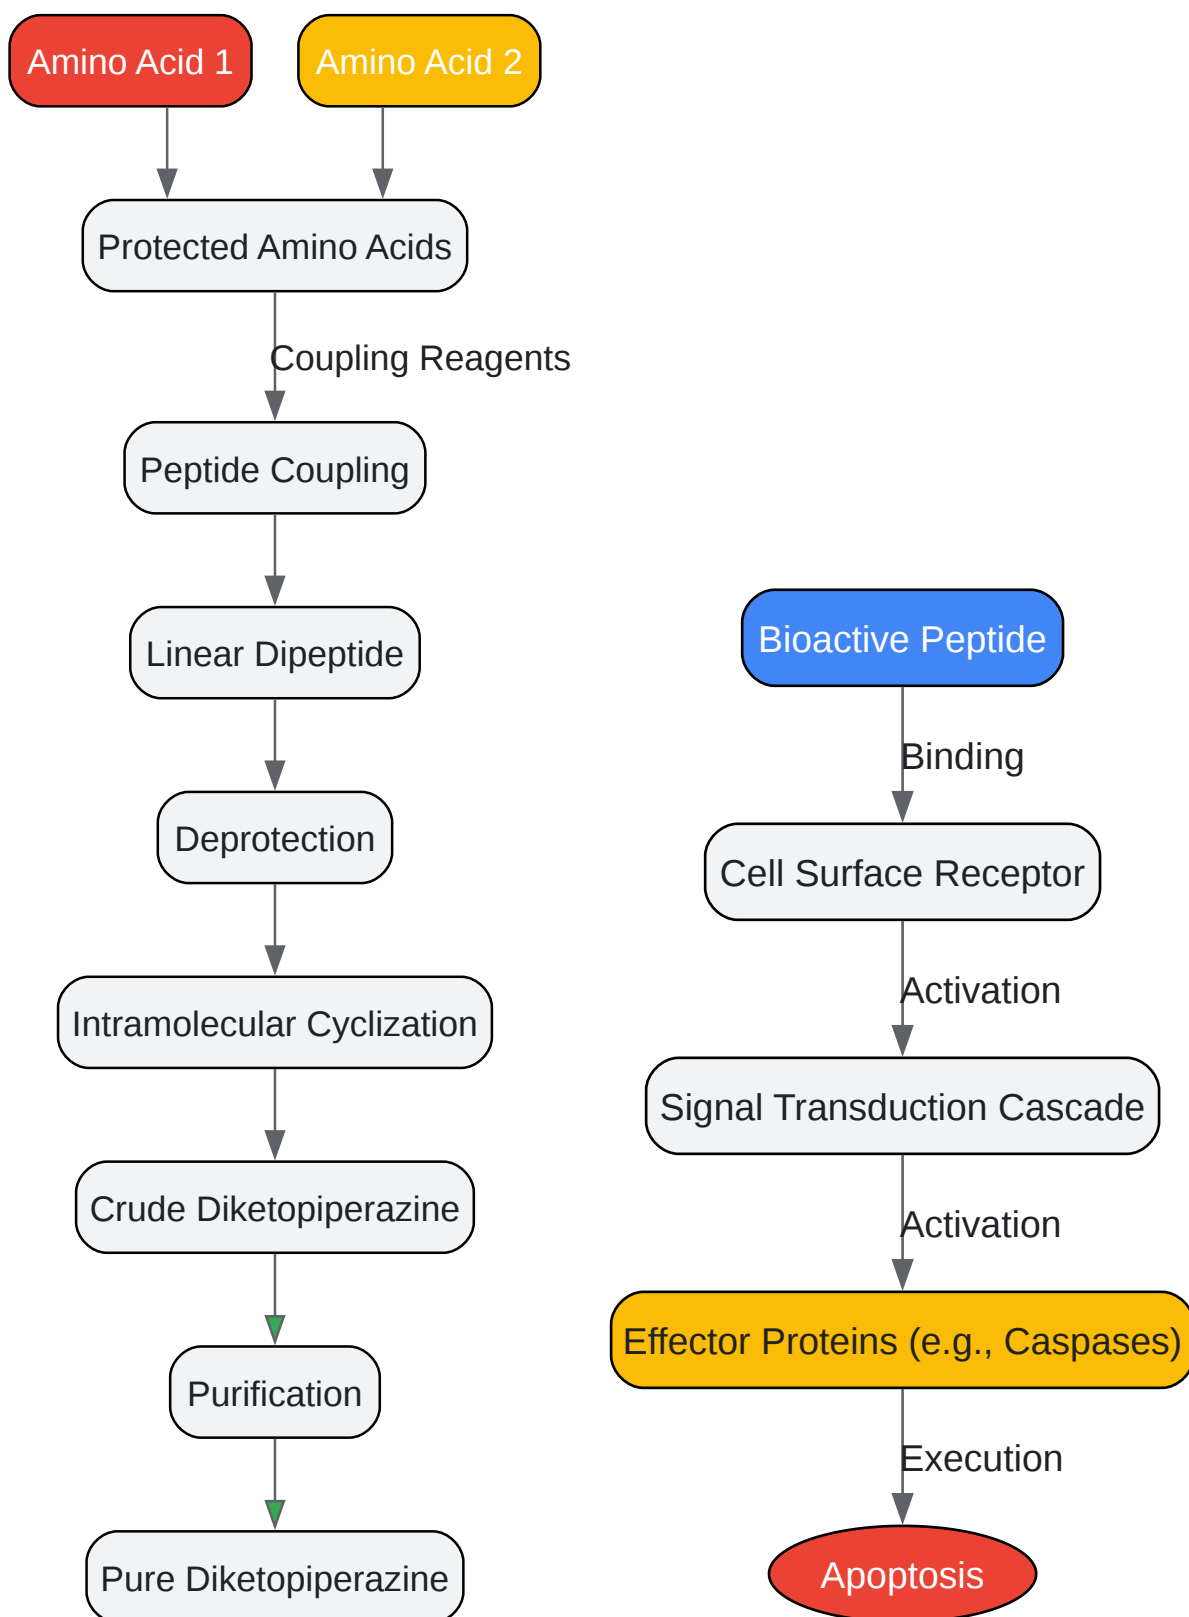 Amino Acid 1
Amino Acid 2
Protected Amino Acids
Coupling Reagents
Peptide Coupling
Linear Dipeptide
Deprotection
Intramolecular Cyclization
Crude Diketopiperazine
Purification
Pure Diketopiperazine
Bioactive Peptide
Binding
Cell Surface Receptor
Activation
Signal Transduction Cascade
Activation
Effector Proteins (e.g., Caspases)
Execution
Apoptosis